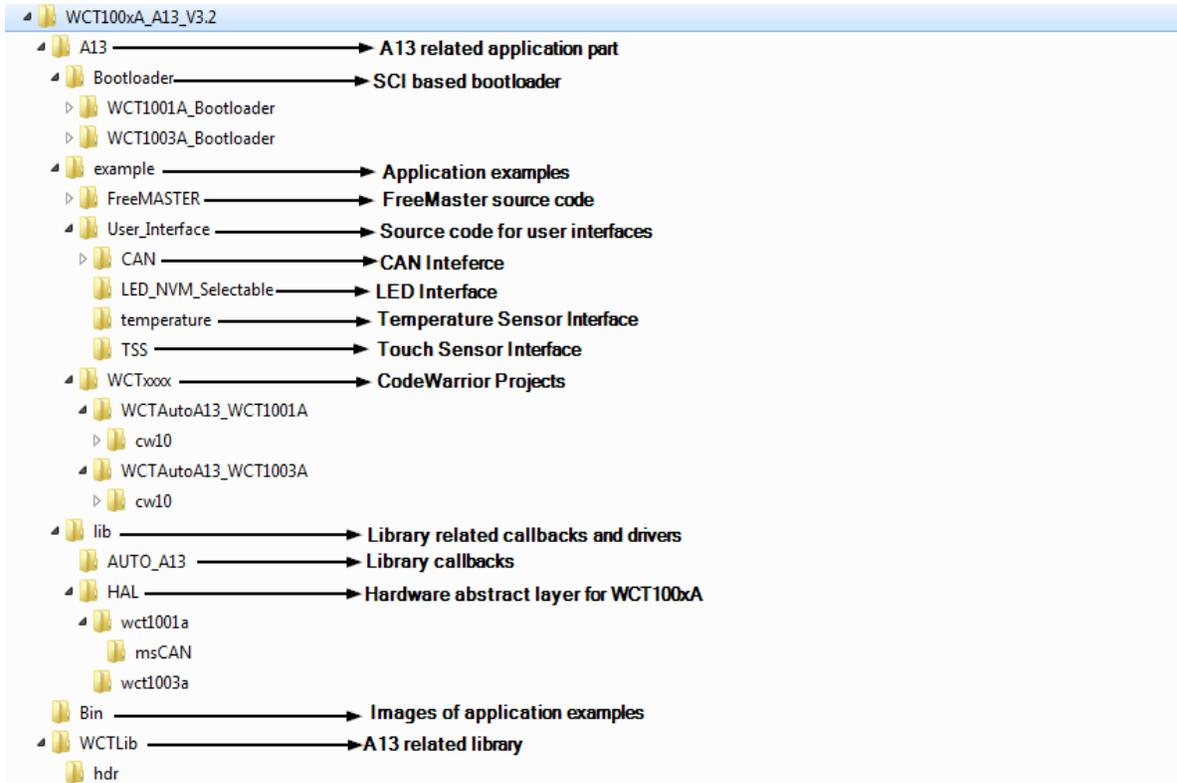 WCT100xA_A13_V3.2
A13 A13 related application part
Bootloader SCI based bootloader
WCT1001A_Bootloader
WCT1003A_Bootloader
example Application examples
FreeMASTER FreeMaster source code
User_Interface Source code for user interfaces
CAN CAN Inteferce
LED_NVM_Selectable LED Interface
temperature Temperature Sensor Interface
TSS Touch Sensor Interface
WCTxxxx CodeWarrior Projects
WCTAutoA13_WCT1001A
cw10
WCTAutoA13_WCT1003A
cw10
lib Library related callbacks and drivers
AUTO_A13 Library callbacks
HAL Hardware abstract layer for WCT100xA
wct1001a
msCAN
wct1003a
Bin Images of application examples
WCTLib A13 related library
hdr